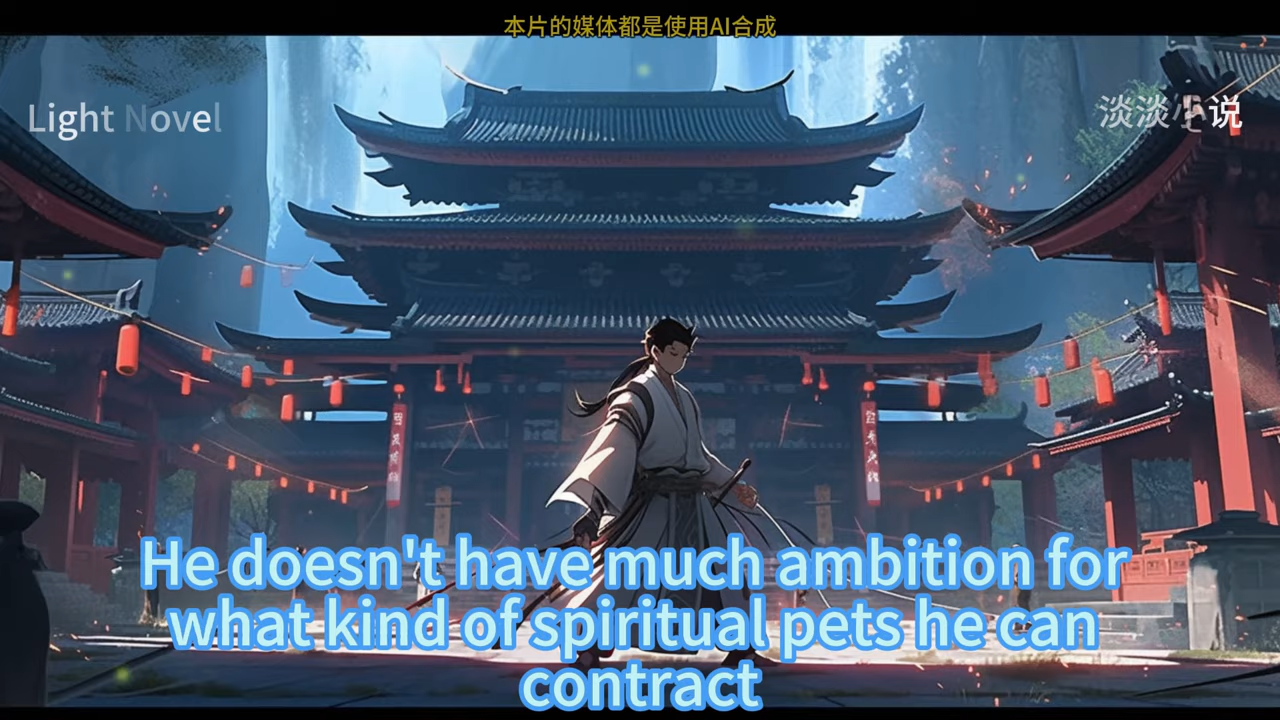 本片的媒体都是使用AI合成
Light Novel
淡淡小说
He doesn't have much ambition for
what kind of spiritual pets he can
contract